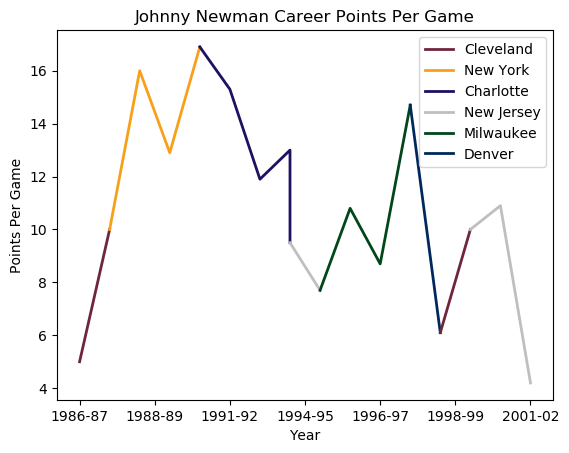 Johnny Newman Career Points Per Game
Cleveland
New York
Charlotte
New Jersey
Milwaukee
Denver
Points Per Game
16
14
12
10
8
6
4
1986-87 1988-89 1991-92 1994-95 1996-97 1998-99 2001-02
Year